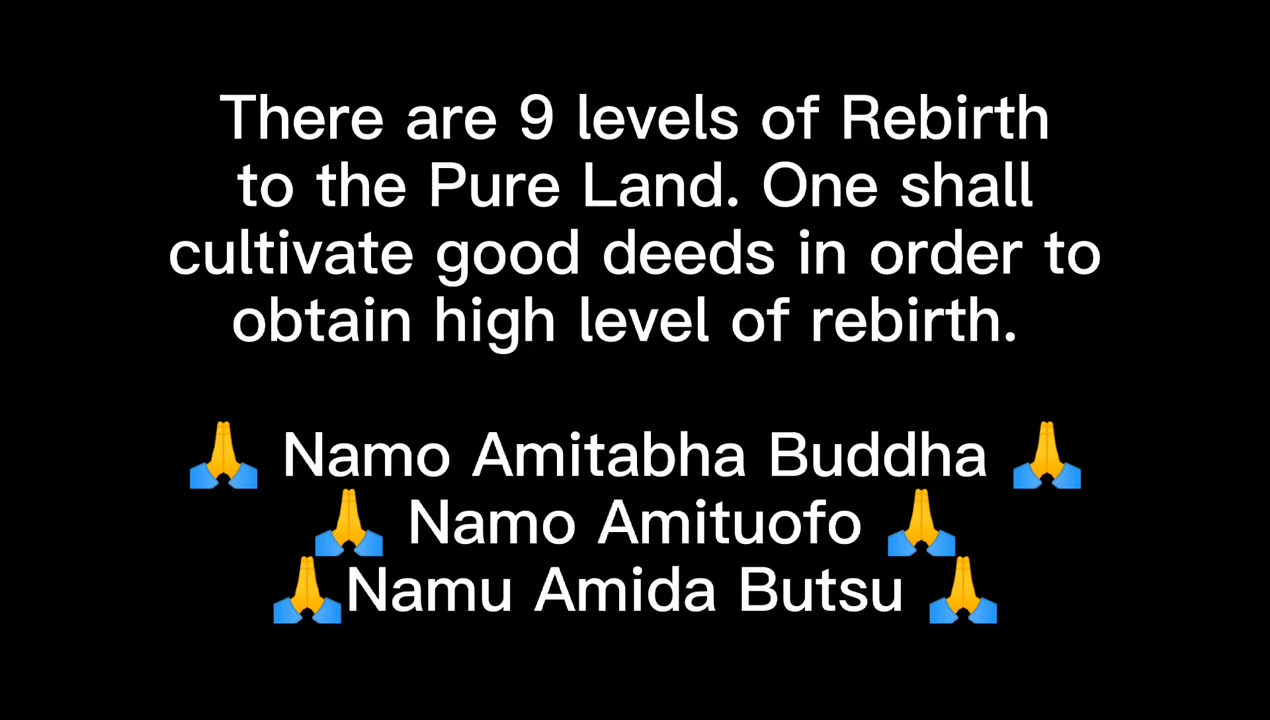 There are 9 levels of Rebirth
to the Pure Land. One shall
cultivate good deeds in order to
obtain high level of rebirth.
🙏 Namo Amitabha Buddha 🙏
🙏 Namo Amituofo 🙏
🙏Namu Amida Butsu 🙏